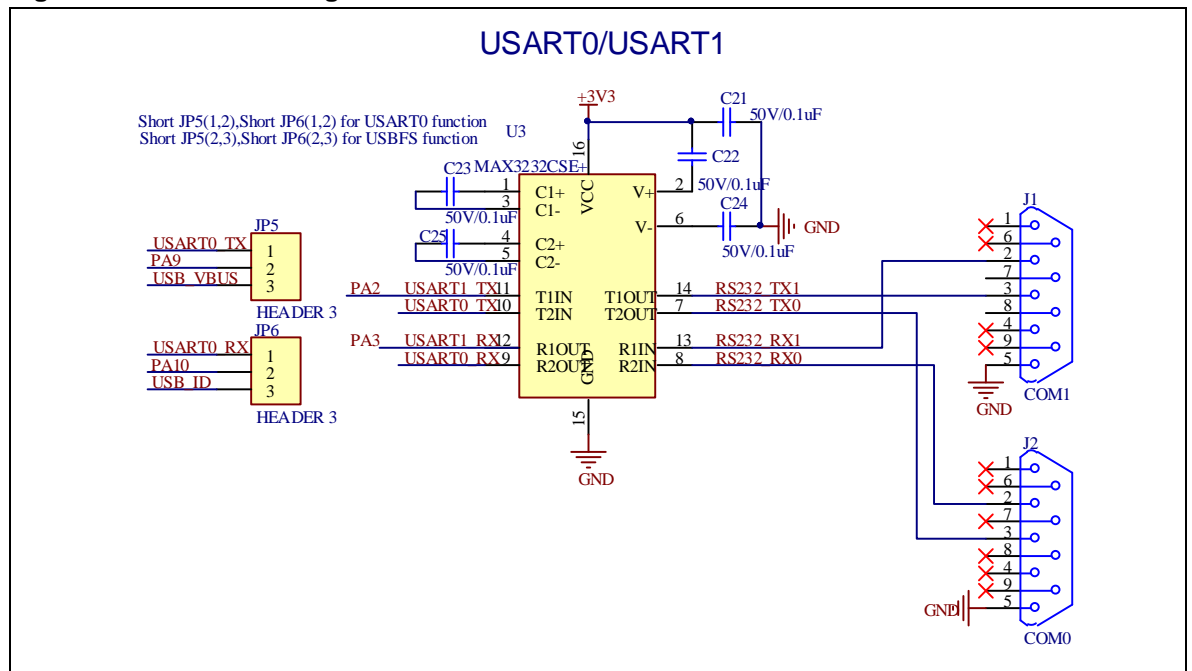 USART0/USART1
Short JP5(1,2),Short JP6(1,2) for USART0 function
Short JP5(2,3),Short JP6(2,3) for USBFS function
+3V3
C21
50V/0.1uF
U3
16
C22
50V/0.1uF
C23
MAX3232CSE+
50V/0.1uF
1 C1+
3 C1-
VCC
V+ 2
C24
50V/0.1uF
V- 6
GND
C25
50V/0.1uF
4 C2+
5 C2-
JP5
USART0_TX 1
PA9 2
USB_VBUS 3
HEADER 3
JP6
USART0_RX 1
PA10 2
USB_ID 3
HEADER 3
PA2 USART1_TX 11 T1IN
USART0_TX 10 T2IN
PA3 USART1_RX 12 R1OUT
USART0_RX 9 R2OUT
GND
T1OUT 14 RS232_TX1
T2OUT 7 RS232_TX0
R1IN 13 RS232_RX1
R2IN 8 RS232_RX0
15
GND
J1
1
6
2
7
3
8
4
9
5
GND
COM1
J2
1
6
2
7
3
8
4
9
5
GND
COM0